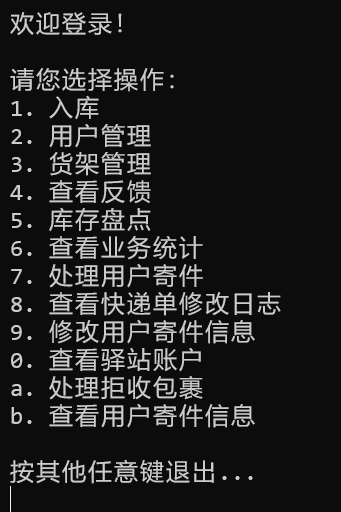 欢迎登录!
请您选择操作:
1. 入库
2. 用户管理
3. 货架管理
4. 查看反馈
5. 库存盘点
6. 查看业务统计
7. 处理用户寄件
8. 查看快递单修改日志
9. 修改用户寄件信息
0. 查看驿站账户
a. 处理拒收包裹
b. 查看用户寄件信息
按其他任意键退出...